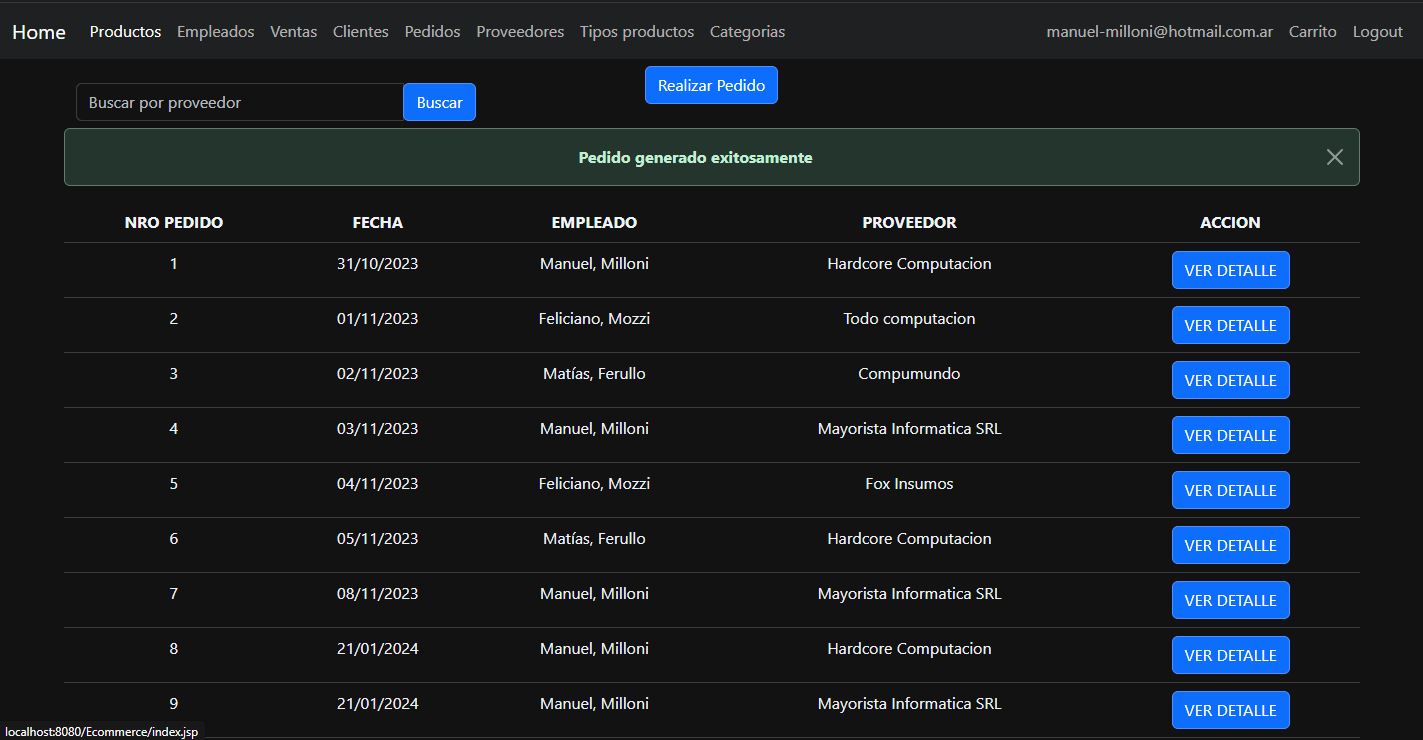 Home Productos Empleados Ventas Clientes Pedidos Proveedores Tipos productos Categorias manuel-milloni@hotmail.com.ar Carrito Logout
Realizar Pedido
Buscar por proveedor Buscar
Pedido generado exitosamente
NRO PEDIDO FECHA EMPLEADO PROVEEDOR ACCION
1 31/10/2023 Manuel, Milloni Hardcore Computacion VER DETALLE
2 01/11/2023 Feliciano, Mozzi Todo computacion VER DETALLE
3 02/11/2023 Matías, Ferullo Compumundo VER DETALLE
4 03/11/2023 Manuel, Milloni Mayorista Informatica SRL VER DETALLE
5 04/11/2023 Feliciano, Mozzi Fox Insumos VER DETALLE
6 05/11/2023 Matías, Ferullo Hardcore Computacion VER DETALLE
7 08/11/2023 Manuel, Milloni Mayorista Informatica SRL VER DETALLE
8 21/01/2024 Manuel, Milloni Hardcore Computacion VER DETALLE
9 21/01/2024 Manuel, Milloni Mayorista Informatica SRL VER DETALLE
localhost:8080/Ecommerce/index.jsp